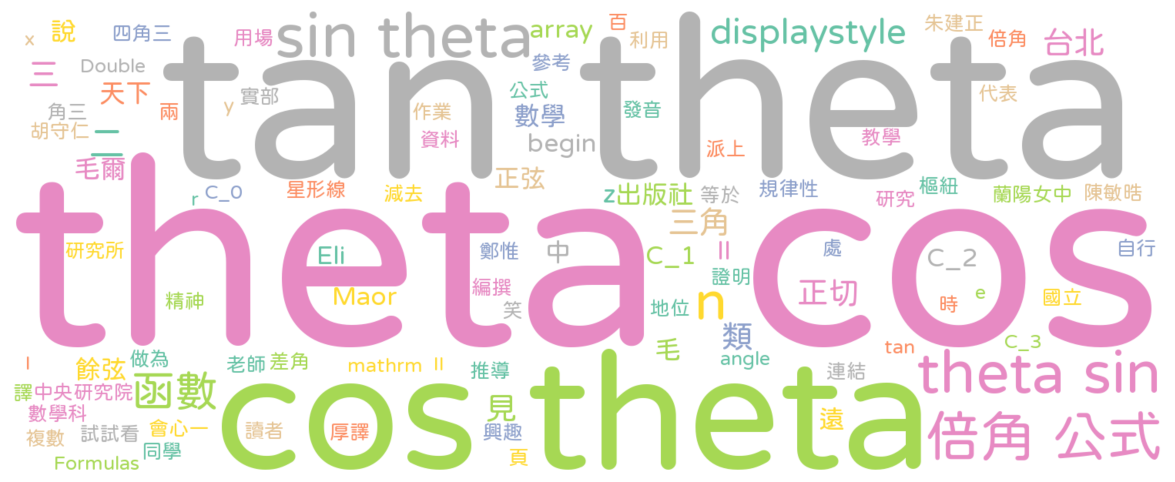 tan theta
theta cos
cos theta
sin theta
theta sin
倍角 公式
displaystyle
array
百
利用
朱建正
倍角
台北
x
說
四角三
用場
三
Double
天下
參考
代表
角三
兩
y
實部
公式
作業
數學
發音
胡守仁
二
資料
begin
派上
教學
毛爾
正弦
r
C_0
星形線
減去
z
出版社
等於
規律性
研究
樞紐
蘭陽女中
陳敏晧
三角
研究所
Eli
鄭惟
中
C_1
II
處
C_2
自行
證明
精神
Maor
編撰
笑
地位
n
正切
時
e
國立
類
毛
angle
tan
C_3
l
餘弦
做為
老師
差角
mathrm
II
推導
連結
譯
中央研究院
函數
數學科
見
遠
複數
試試看
會心一
讀者
厚譯
興趣
同學
頁
Formulas